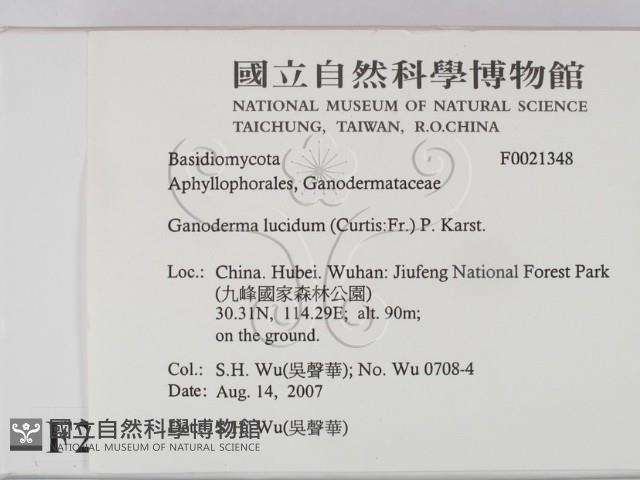 國立自然科學博物館
NATIONAL MUSEUM OF NATURAL SCIENCE
TAICHUNG, TAIWAN, R.O.CHINA
Basidiomycota F0021348
Aphyllophorales, Ganodermataceae
Ganoderma lucidum (Curtis:Fr.) P. Karst.
Loc.: China. Hubei. Wuhan: Jiufeng National Forest Park
(九峰國家森林公園)
30.31N, 114.29E; alt. 90m;
on the ground.
Col.: S.H. Wu(吳聲華); No. Wu 0708-4
Date: Aug. 14, 2007
S.H. Wu(吳聲華)
國立自然科學博物館
NATIONAL MUSEUM OF NATURAL SCIENCE